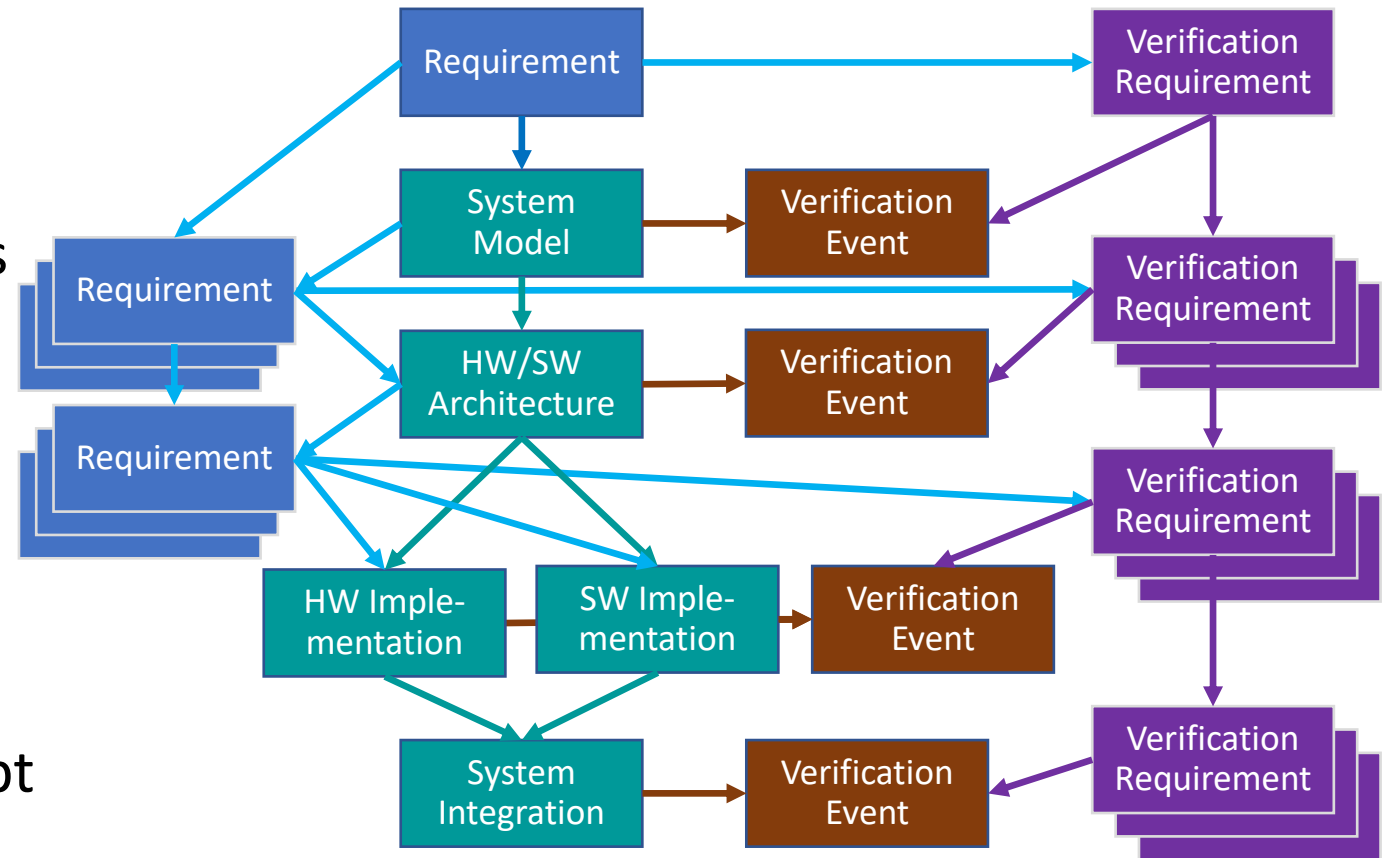 Requirement
Verification
Requirement
System
Model
Verification
Event
s
Requirement
Verification
Requirement
HW/SW
Architecture
Verification
Event
Requirement
Verification
Requirement
HW Imple-
mentation
SW Imple-
mentation
Verification
Event
pt
System
Integration
Verification
Event
Verification
Requirement